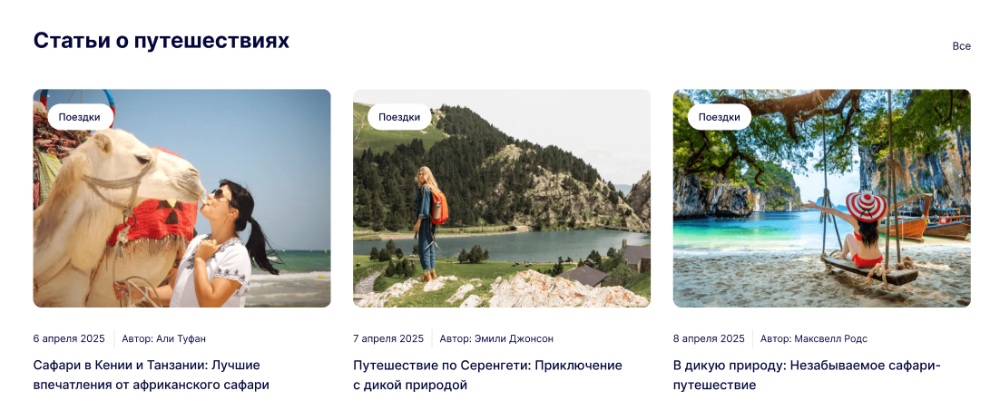 Статьи о путешествиях
Все
Поездки
Поездки
Поездки
6 апреля 2025
Автор: Али Туфан
7 апреля 2025
Автор: Эмили Джонсон
8 апреля 2025
Автор: Максвелл Родс
Сафари в Кении и Танзании: Лучшие
впечатления от африканского сафари
Путешествие по Серенгети: Приключение
с дикой природой
В дикую природу: Незабываемое сафари-
путешествие